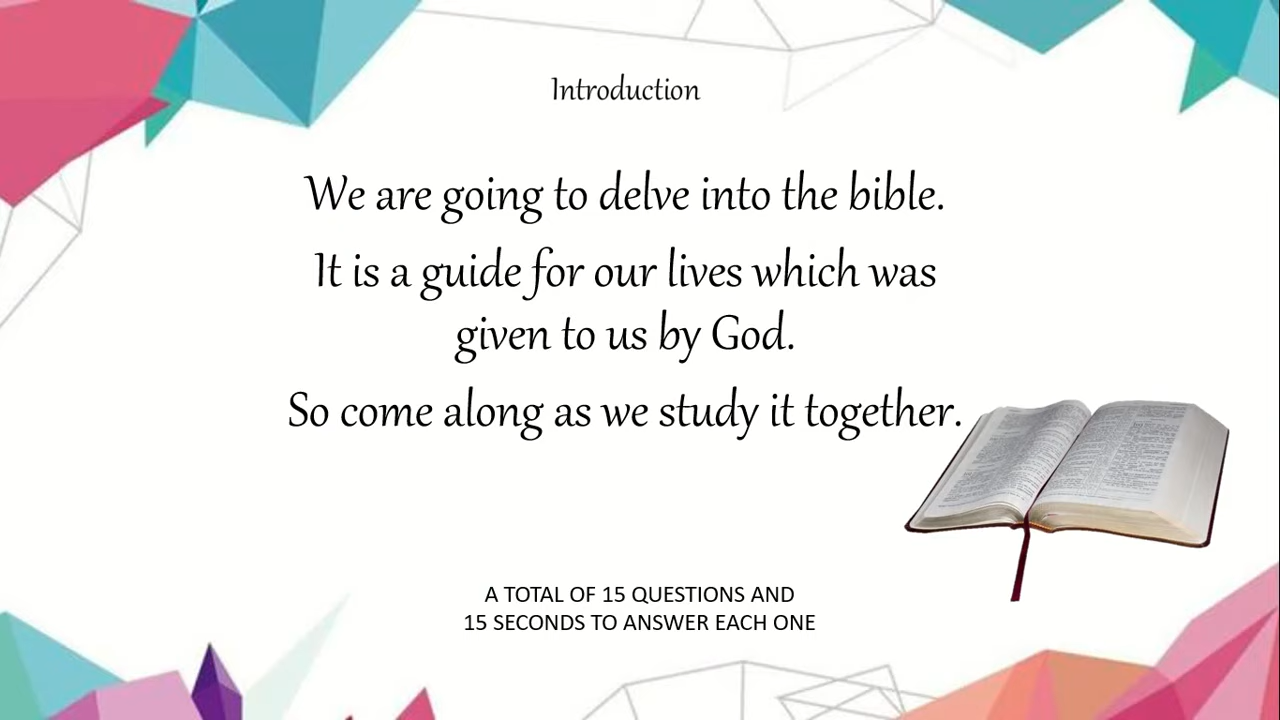 Introduction
We are going to delve into the bible.
It is a guide for our lives which was
given to us by God.
So come along as we study it together.
A TOTAL OF 15 QUESTIONS AND
15 SECONDS TO ANSWER EACH ONE